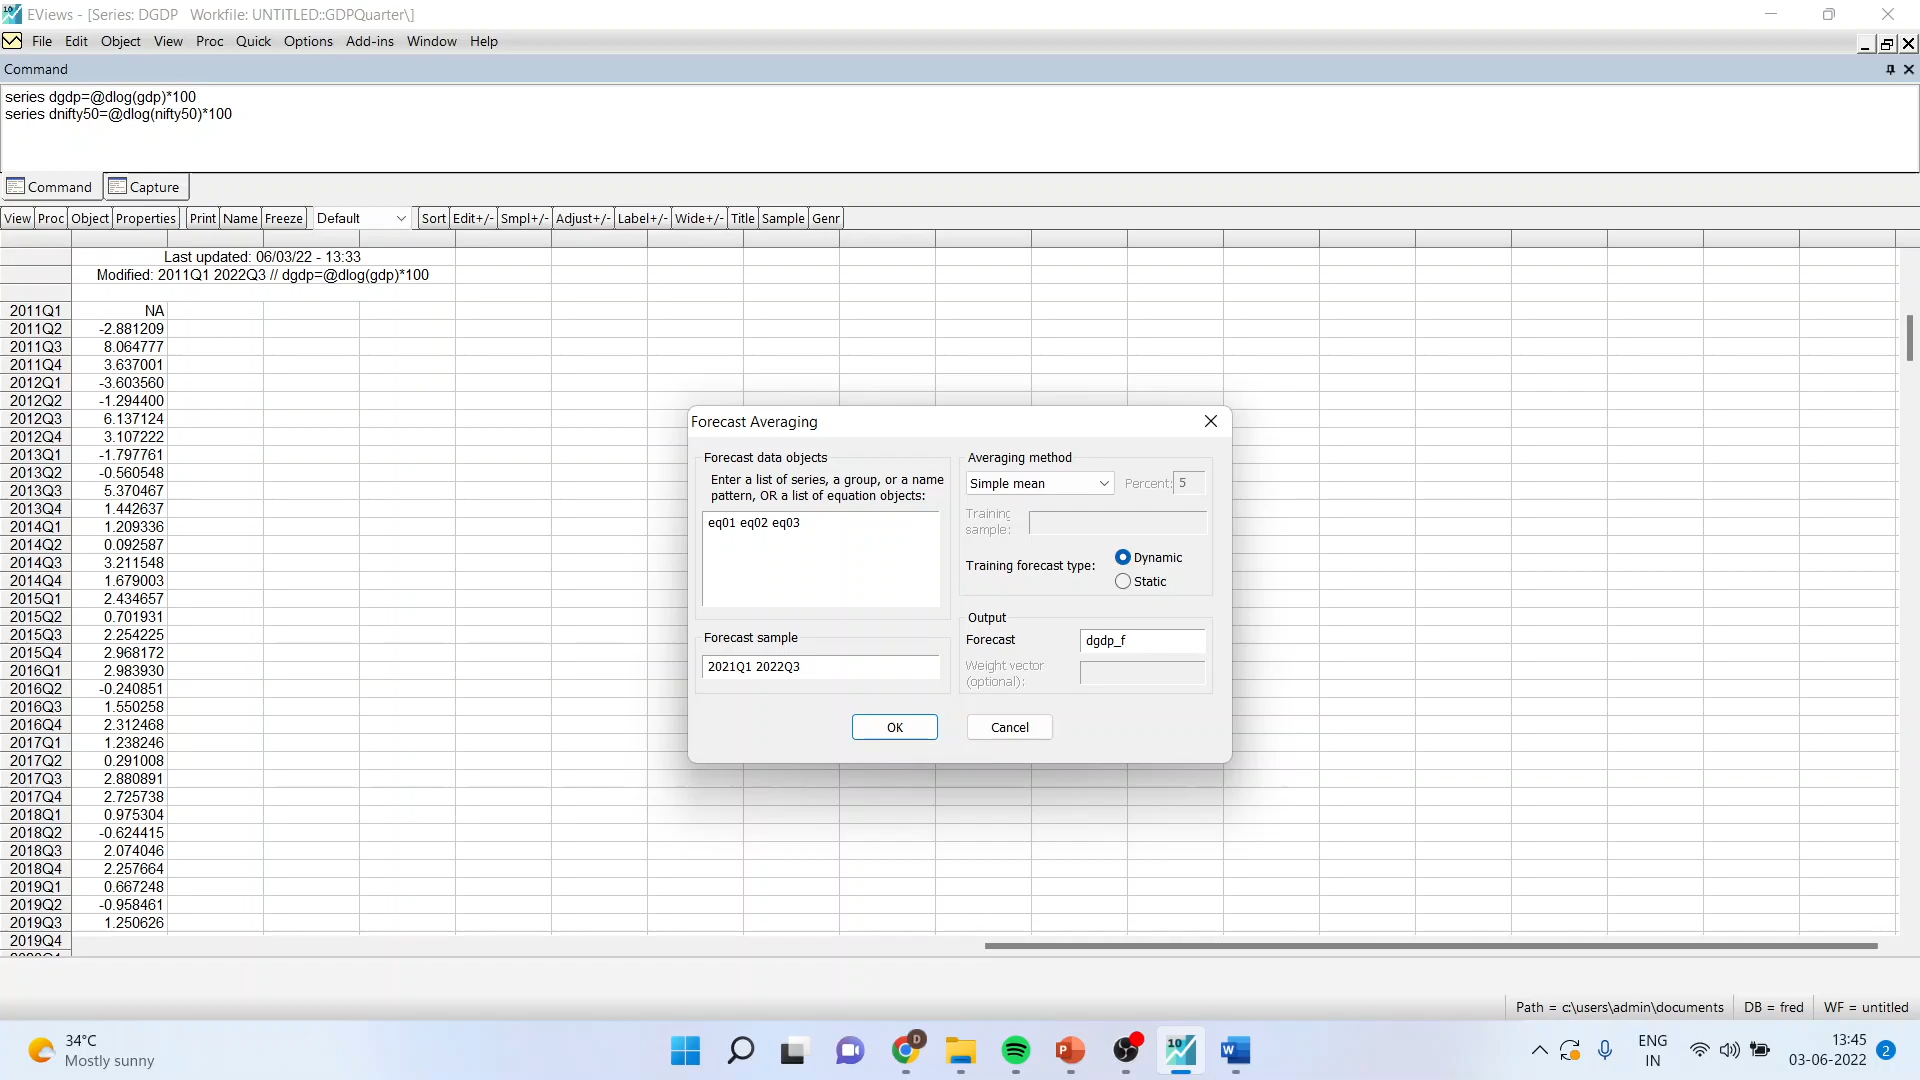 EViews - [Series: DGDP   Workfile: UNTITLED::GDPQuarter\]
File Edit Object View Proc Quick Options Add-ins Window Help
Command
series dgdp=@dlog(gdp)*100
series dnifty50=@dlog(nifty50)*100
Command Capture
View Proc Object Properties Print Name Freeze Default Sort Edit+/- Smpl+/- Adjust+/- Label+/- Wide+/- Title Sample Genr
Last updated: 06/03/22 - 13:33
Modified: 2011Q1 2022Q3 // dgdp=@dlog(gdp)*100
2011Q1 NA
2011Q2 -2.881209
2011Q3 8.064777
2011Q4 3.637001
2012Q1 -3.603560
2012Q2 -1.294400
2012Q3 6.137124
2012Q4 3.107222
2013Q1 -1.797761
2013Q2 -0.560548
2013Q3 5.370467
2013Q4 1.442637
2014Q1 1.209336
2014Q2 0.092587
2014Q3 3.211548
2014Q4 1.679003
2015Q1 2.434657
2015Q2 0.701931
2015Q3 2.254225
2015Q4 2.968172
2016Q1 2.983930
2016Q2 -0.240851
2016Q3 1.550258
2016Q4 2.312468
2017Q1 1.238246
2017Q2 0.291008
2017Q3 2.880891
2017Q4 2.725738
2018Q1 0.975304
2018Q2 -0.624415
2018Q3 2.074046
2018Q4 2.257664
2019Q1 0.667248
2019Q2 -0.958461
2019Q3 1.250626
2019Q4
Forecast Averaging
Forecast data objects
Enter a list of series, a group, or a name
pattern, OR a list of equation objects:
eq01 eq02 eq03
Forecast sample
2021Q1 2022Q3
Averaging method
Simple mean Percent: 5
Training
sample:
Training forecast type: Dynamic
Static
Output
Forecast dgdp_f
Weight vector
(optional):
OK Cancel
Path = c:\users\admin\documents DB = fred WF = untitled
34°C
Mostly sunny
10
D
P
10
W
ENG
IN
13:45
03-06-2022
2